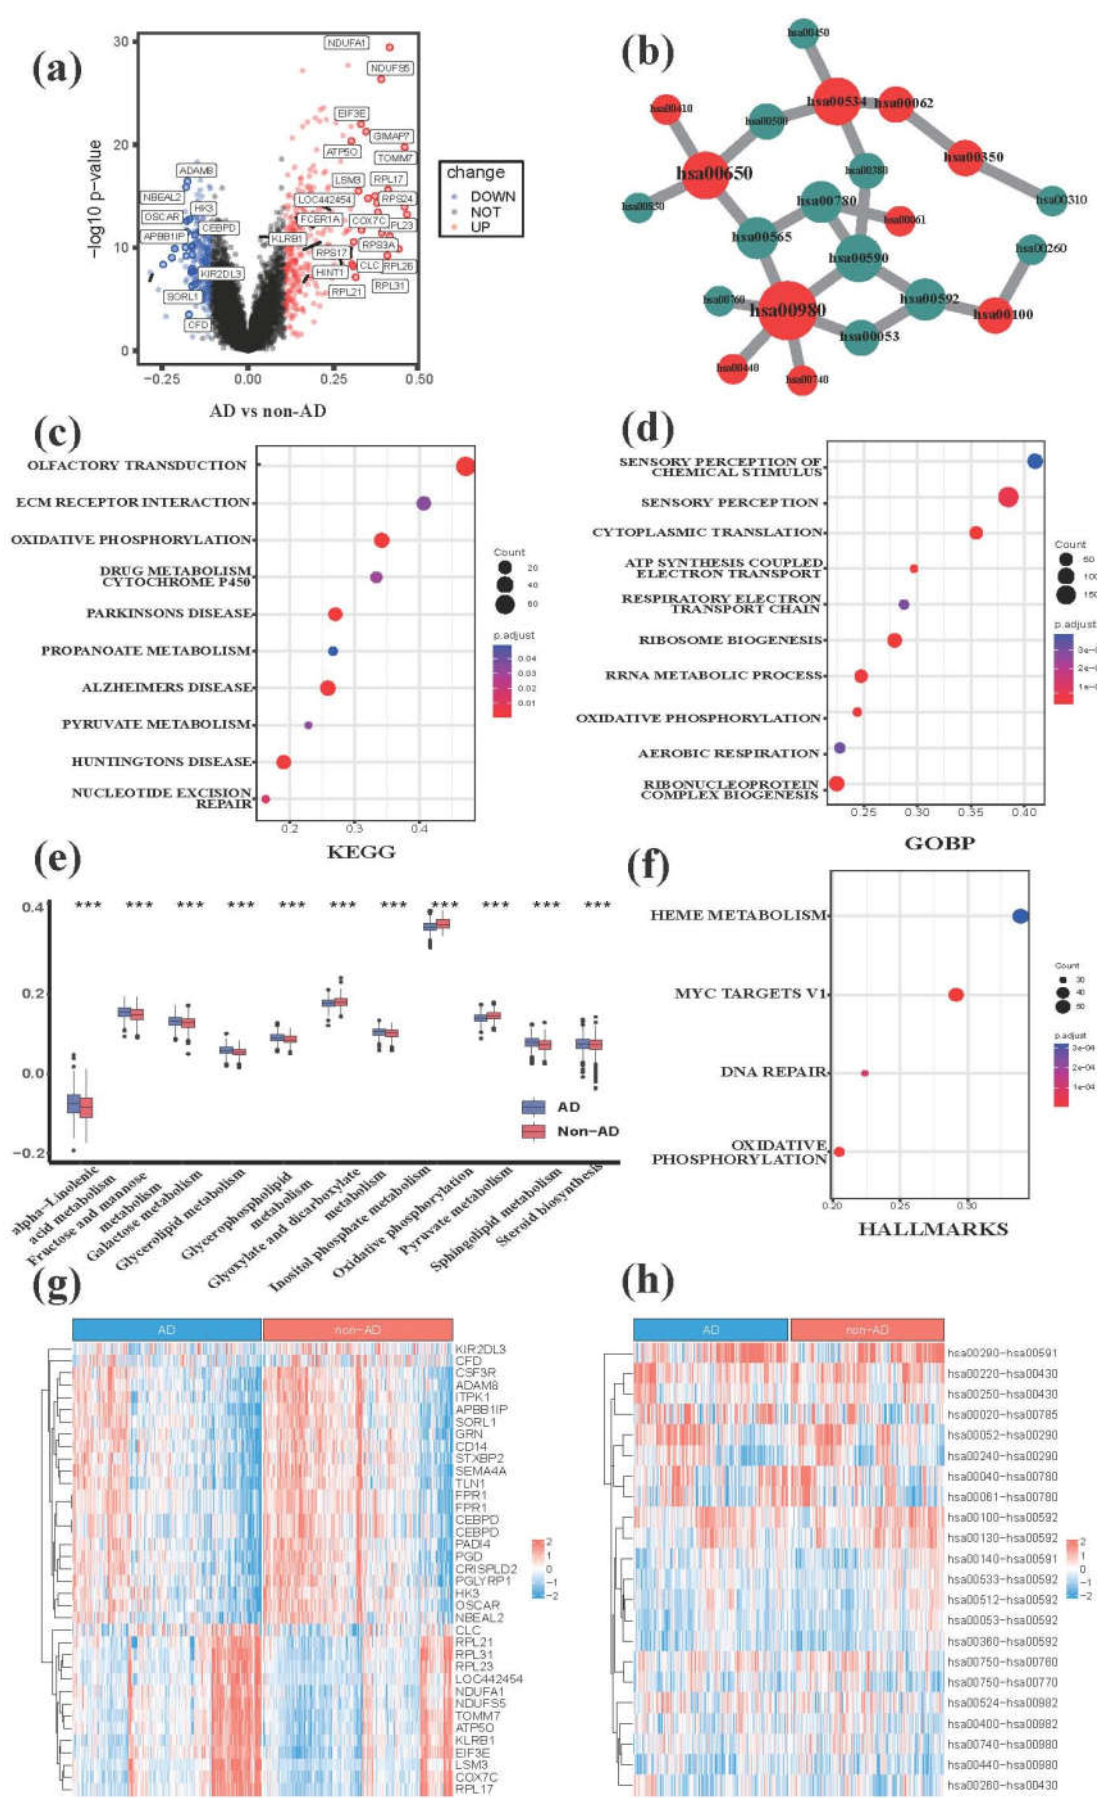 (a)
30
20
10
0
−log10 p−value
NDUFA1
NDUFS5
EIF3E
GIMAP7
ATP5O
TOMM7
ADAM8
LSM3
RPL17
NBEAL2
HK3
LOC442454
RPS24
OSCAR
FCER1A
COX7C
RPL23
CEBPD
APBB1IP
KLRB1
RPS3A
RPS17
KIR2DL3
HINT1
CLC
RPL26
SORL1
RPL21
RPL31
CFD
−0.25
0.00
0.25
0.50
AD vs non-AD
change
DOWN
NOT
UP
(b)
hsa00450
hsa00534
hsa00062
hsa00410
hsa00500
hsa00350
hsa00650
hsa00380
hsa00310
hsa00780
hsa00061
hsa00565
hsa00260
hsa00590
hsa00760
hsa00592
hsa00980
hsa00100
hsa00053
hsa00440
hsa00740
(c)
OLFACTORY TRANSDUCTION
ECM RECEPTOR INTERACTION
OXIDATIVE PHOSPHORYLATION
DRUG METABOLISM
CYTOCHROME P450
PARKINSONS DISEASE
PROPANOATE METABOLISM
ALZHEIMERS DISEASE
PYRUVATE METABOLISM
HUNTINGTONS DISEASE
NUCLEOTIDE EXCISION
REPAIR
0.2
0.3
0.4
KEGG
Count
20
40
60
p.adjust
0.04
0.03
0.02
0.01
(d)
SENSORY PERCEPTION OF
CHEMICAL STIMULUS
SENSORY PERCEPTION
CYTOPLASMIC TRANSLATION
ATP SYNTHESIS COUPLED
ELECTRON TRANSPORT
RESPIRATORY ELECTRON
TRANSPORT CHAIN
RIBOSOME BIOGENESIS
RRNA METABOLIC PROCESS
OXIDATIVE PHOSPHORYLATION
AEROBIC RESPIRATION
RIBONUCLEOPROTEIN
COMPLEX BIOGENESIS
0.25
0.30
0.35
0.40
GOBP
Count
50
100
150
p.adjust
(e)
0.4
0.2
0.0
−0.2
*** *** *** *** *** *** *** *** *** *** ***
AD
Non−AD
alpha−Linolenic
acid metabolism
Fructose and mannose
metabolism
Galactose metabolism
Glycerolipid metabolism
Glycerophospholipid
metabolism
Glyoxylate and dicarboxylate
metabolism
Inositol phosphate metabolism
Oxidative phosphorylation
Pyruvate metabolism
Sphingolipid metabolism
Steroid biosynthesis
(f)
HEME METABOLISM
MYC TARGETS V1
DNA REPAIR
OXIDATIVE
PHOSPHORYLATION
0.20
0.25
0.30
HALLMARKS
Count
30
40
50
p.adjust
3e−04
2e−04
1e−04
(g)
AD
non−AD
KIR2DL3
CFD
CSF3R
ADAM8
ITPK1
APBB1IP
SORL1
GRN
CD14
STXBP2
SEMA4A
TLN1
FPR1
FPR1
CEBPD
CEBPD
PADI4
PGD
CRISPLD2
PGLYRP1
HK3
OSCAR
NBEAL2
CLC
RPL21
RPL31
RPL23
LOC442454
NDUFA1
NDUFS5
TOMM7
ATP5O
KLRB1
EIF3E
LSM3
COX7C
RPL17
2
1
0
−1
−2
(h)
AD
non−AD
hsa00290−hsa00591
hsa00220−hsa00430
hsa00250−hsa00430
hsa00020−hsa00785
hsa00052−hsa00290
hsa00240−hsa00290
hsa00040−hsa00780
hsa00061−hsa00780
hsa00100−hsa00592
hsa00130−hsa00592
hsa00140−hsa00591
hsa00533−hsa00592
hsa00512−hsa00592
hsa00053−hsa00592
hsa00360−hsa00592
hsa00750−hsa00760
hsa00750−hsa00770
hsa00524−hsa00982
hsa00400−hsa00982
hsa00740−hsa00980
hsa00440−hsa00980
hsa00260−hsa00430
2
1
0
−1
−2